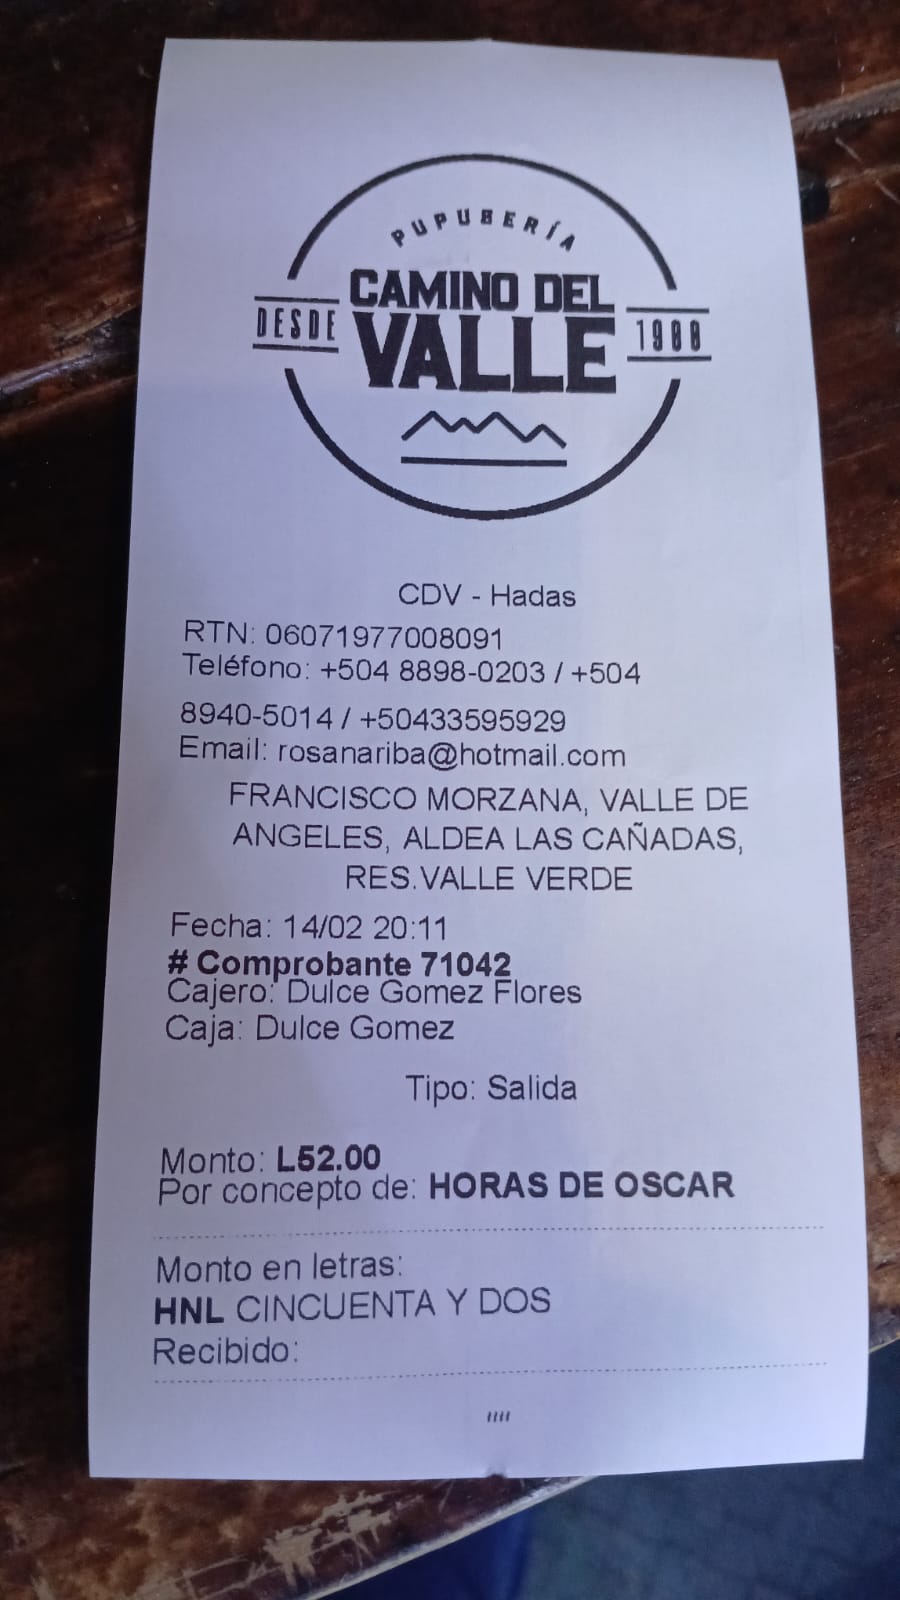 PUPUSERÍA
CAMINO DEL
DESDE VALLE 1988
CDV - Hadas
RTN: 06071977008091
Teléfono: +504 8898-0203 / +504
8940-5014 / +50433595929
Email: rosanariba@hotmail.com
FRANCISCO MORZANA, VALLE DE
ANGELES, ALDEA LAS CAÑADAS,
RES.VALLE VERDE
Fecha: 14/02 20:11
# Comprobante 71042
Cajero: Dulce Gomez Flores
Caja: Dulce Gomez
Tipo: Salida
Monto: L52.00
Por concepto de: HORAS DE OSCAR
Monto en letras:
HNL CINCUENTA Y DOS
Recibido:
////